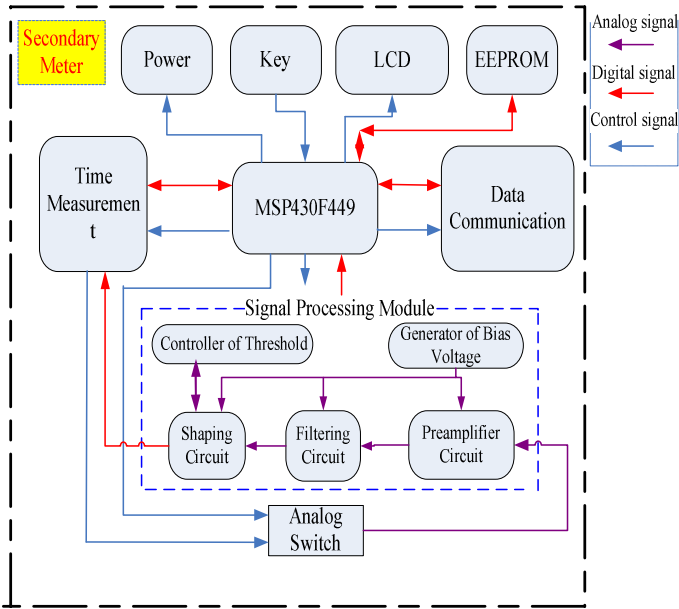 Secondary
Meter
Power
Key
LCD
EEPROM
Analog signal
Digital signal
Control signal
Time
Measuremen
t
MSP430F449
Data
Communication
Signal Processing Module
Controller of Threshold
Generator of Bias
Voltage
Shaping
Circuit
Filtering
Circuit
Preamplifier
Circuit
Analog
Switch